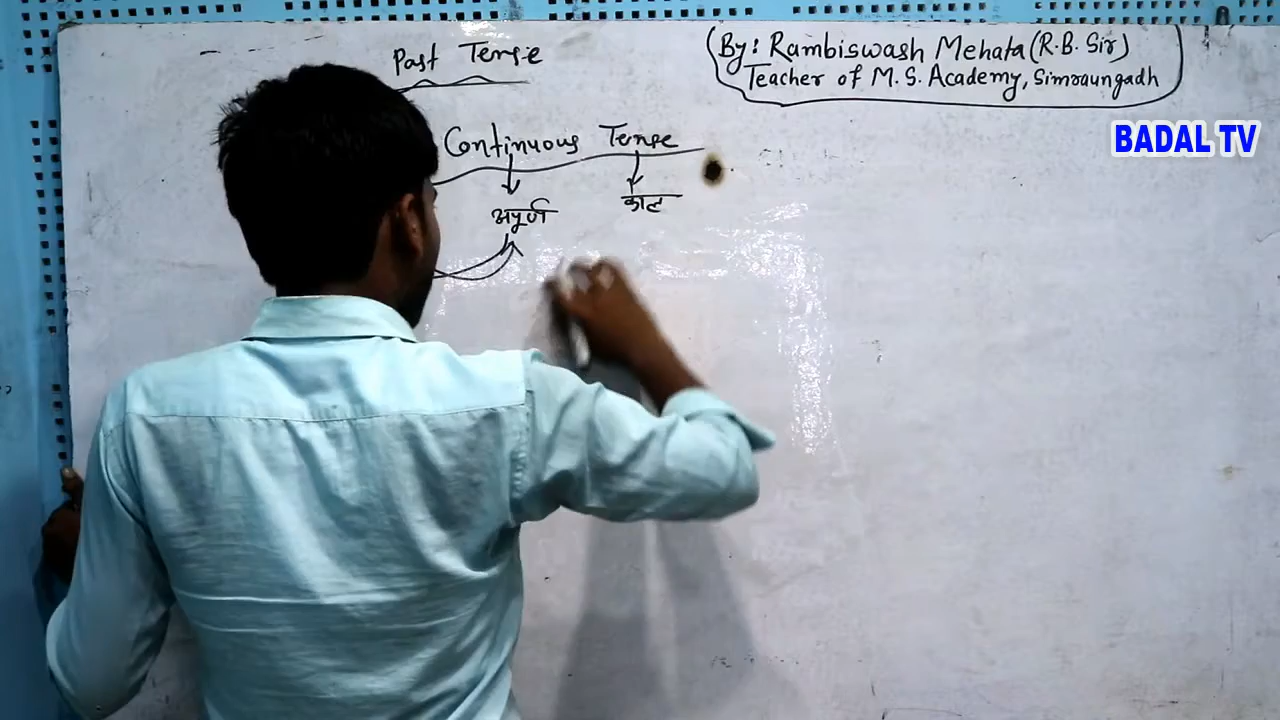 Past Tense
By: Rambiswash Mehata (R.B. Sir)
Teacher of M. S. Academy, Simraungadh
BADAL TV
Continuous Tense
अपूर्ण काल